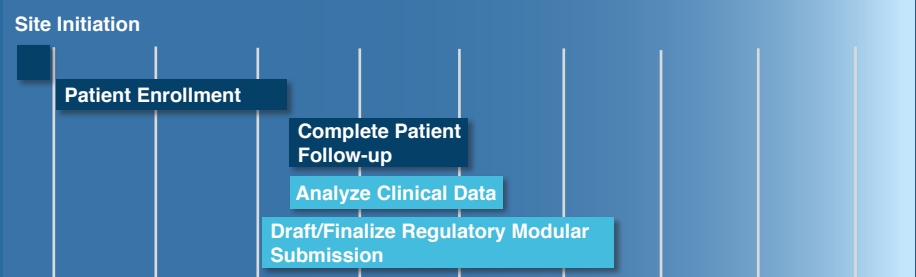 Site Initiation
Patient Enrollment
Complete Patient
Follow-up
Analyze Clinical Data
Draft/Finalize Regulatory Modular
Submission